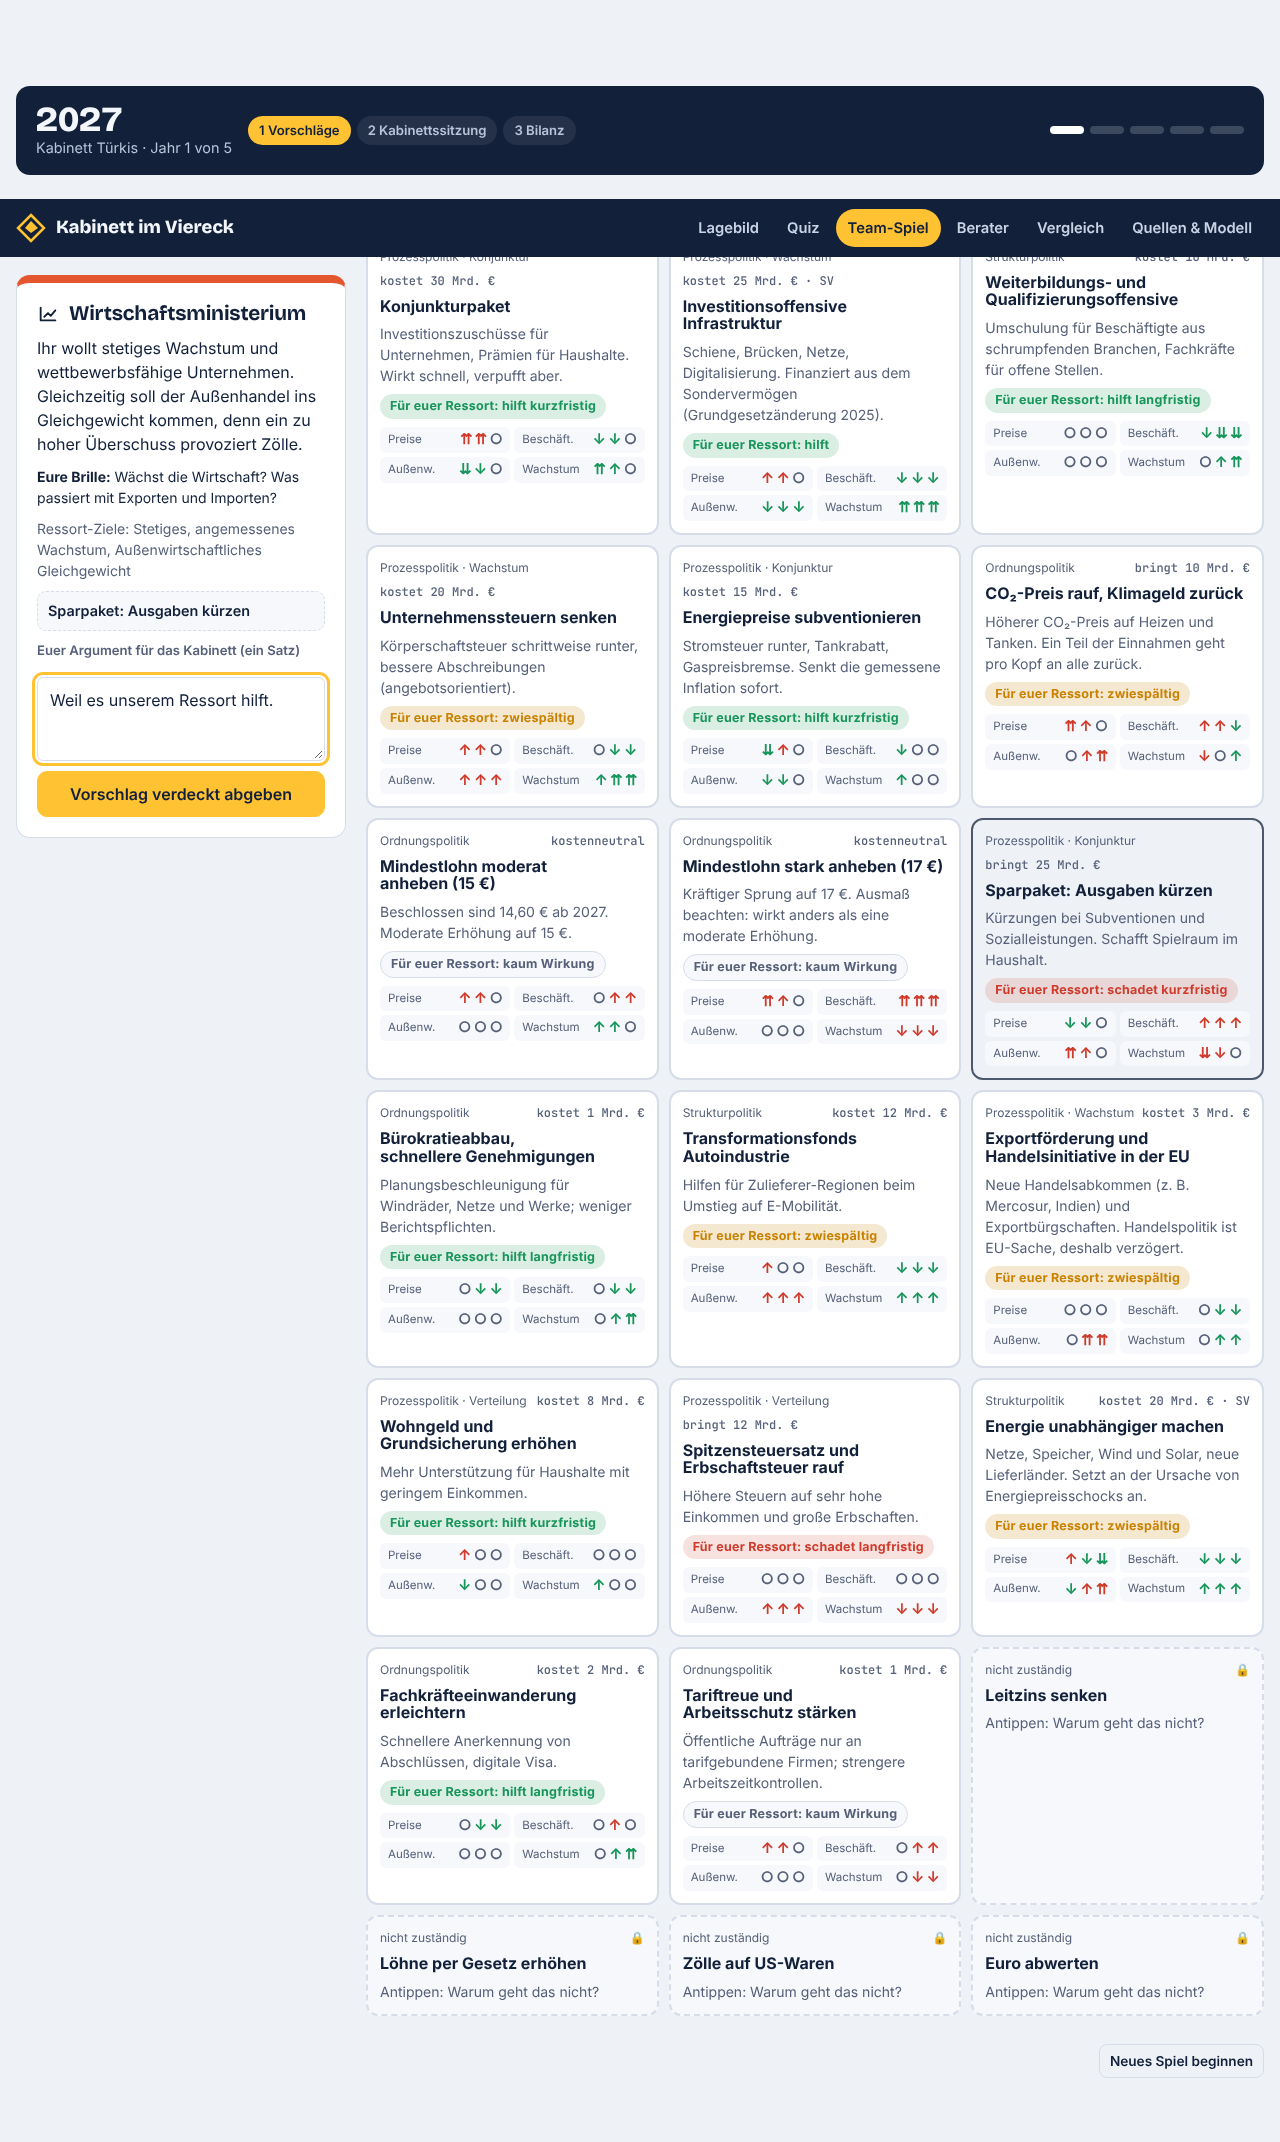 2027
Kabinett Türkis · Jahr 1 von 5
1 Vorschläge
2 Kabinettssitzung
3 Bilanz
Kabinett im Viereck
Lagebild
Quiz
Team-Spiel
Berater
Vergleich
Quellen & Modell
Wirtschaftsministerium
Ihr wollt stetiges Wachstum und
wettbewerbsfähige Unternehmen.
Gleichzeitig soll der Außenhandel ins
Gleichgewicht kommen, denn ein zu
hoher Überschuss provoziert Zölle.
Eure Brille: Wächst die Wirtschaft? Was
passiert mit Exporten und Importen?
Ressort-Ziele: Stetiges, angemessenes
Wachstum, Außenwirtschaftliches
Gleichgewicht
Sparpaket: Ausgaben kürzen
Euer Argument für das Kabinett (ein Satz)
Weil es unserem Ressort hilft.
Vorschlag verdeckt abgeben
Prozesspolitik · Konjunktur
kostet 30 Mrd. €
Konjunkturpaket
Investitionszuschüsse für
Unternehmen, Prämien für Haushalte.
Wirkt schnell, verpufft aber.
Für euer Ressort: hilft kurzfristig
Preise ⇈ ⇈ O Beschäft. ↓ ↓ O
Außenw. ⇊ ↓ O Wachstum ⇈ ↑ O
Prozesspolitik · Wachstum
kostet 25 Mrd. € · SV
Investitionsoffensive
Infrastruktur
Schiene, Brücken, Netze,
Digitalisierung. Finanziert aus dem
Sondervermögen
(Grundgesetzänderung 2025).
Für euer Ressort: hilft
Preise ↑ ↑ O Beschäft. ↓ ↓ ↓
Außenw. ↓ ↓ ↓ Wachstum ⇈ ⇈ ⇈
Strukturpolitik kostet 10 Mrd. €
Weiterbildungs- und
Qualifizierungsoffensive
Umschulung für Beschäftigte aus
schrumpfenden Branchen, Fachkräfte
für offene Stellen.
Für euer Ressort: hilft langfristig
Preise O O O Beschäft. ↓ ⇊ ⇊
Außenw. O O O Wachstum O ↑ ⇈
Prozesspolitik · Wachstum
kostet 20 Mrd. €
Unternehmenssteuern senken
Körperschaftsteuer schrittweise runter,
bessere Abschreibungen
(angebotsorientiert).
Für euer Ressort: zwiespältig
Preise ↑ ↑ O Beschäft. O ↓ ↓
Außenw. ↑ ↑ ↑ Wachstum ↑ ⇈ ⇈
Prozesspolitik · Konjunktur
kostet 15 Mrd. €
Energiepreise subventionieren
Stromsteuer runter, Tankrabatt,
Gaspreisbremse. Senkt die gemessene
Inflation sofort.
Für euer Ressort: hilft kurzfristig
Preise ⇊ ↑ O Beschäft. ↓ O O
Außenw. ↓ ↓ O Wachstum ↑ O O
Ordnungspolitik bringt 10 Mrd. €
CO₂-Preis rauf, Klimageld zurück
Höherer CO₂-Preis auf Heizen und
Tanken. Ein Teil der Einnahmen geht
pro Kopf an alle zurück.
Für euer Ressort: zwiespältig
Preise ⇈ ↑ O Beschäft. ↑ ↑ ↓
Außenw. O ↑ ⇈ Wachstum ↓ O ↑
Ordnungspolitik kostenneutral
Mindestlohn moderat
anheben (15 €)
Beschlossen sind 14,60 € ab 2027.
Moderate Erhöhung auf 15 €.
Für euer Ressort: kaum Wirkung
Preise ↑ ↑ O Beschäft. O ↑ ↑
Außenw. O O O Wachstum ↑ ↑ O
Ordnungspolitik kostenneutral
Mindestlohn stark anheben (17 €)
Kräftiger Sprung auf 17 €. Ausmaß
beachten: wirkt anders als eine
moderate Erhöhung.
Für euer Ressort: kaum Wirkung
Preise ⇈ ↑ O Beschäft. ⇈ ⇈ ⇈
Außenw. O O O Wachstum ↓ ↓ ↓
Prozesspolitik · Konjunktur
bringt 25 Mrd. €
Sparpaket: Ausgaben kürzen
Kürzungen bei Subventionen und
Sozialleistungen. Schafft Spielraum im
Haushalt.
Für euer Ressort: schadet kurzfristig
Preise ↓ ↓ O Beschäft. ↑ ↑ ↑
Außenw. ⇈ ↑ O Wachstum ⇊ ↓ O
Ordnungspolitik kostet 1 Mrd. €
Bürokratieabbau,
schnellere Genehmigungen
Planungsbeschleunigung für
Windräder, Netze und Werke; weniger
Berichtspflichten.
Für euer Ressort: hilft langfristig
Preise O ↓ ↓ Beschäft. O ↓ ↓
Außenw. O O O Wachstum O ↑ ⇈
Strukturpolitik kostet 12 Mrd. €
Transformationsfonds
Autoindustrie
Hilfen für Zulieferer-Regionen beim
Umstieg auf E-Mobilität.
Für euer Ressort: zwiespältig
Preise ↑ O O Beschäft. ↓ ↓ ↓
Außenw. ↑ ↑ ↑ Wachstum ↑ ↑ ↑
Prozesspolitik · Wachstum kostet 3 Mrd. €
Exportförderung und
Handelsinitiative in der EU
Neue Handelsabkommen (z. B.
Mercosur, Indien) und
Exportbürgschaften. Handelspolitik ist
EU-Sache, deshalb verzögert.
Für euer Ressort: zwiespältig
Preise O O O Beschäft. O ↓ ↓
Außenw. O ⇈ ⇈ Wachstum O ↑ ↑
Prozesspolitik · Verteilung kostet 8 Mrd. €
Wohngeld und
Grundsicherung erhöhen
Mehr Unterstützung für Haushalte mit
geringem Einkommen.
Für euer Ressort: hilft kurzfristig
Preise ↑ O O Beschäft. O O O
Außenw. ↓ O O Wachstum ↑ O O
Prozesspolitik · Verteilung
bringt 12 Mrd. €
Spitzensteuersatz und
Erbschaftsteuer rauf
Höhere Steuern auf sehr hohe
Einkommen und große Erbschaften.
Für euer Ressort: schadet langfristig
Preise O O O Beschäft. O O O
Außenw. ↑ ↑ ↑ Wachstum ↓ ↓ ↓
Strukturpolitik kostet 20 Mrd. € · SV
Energie unabhängiger machen
Netze, Speicher, Wind und Solar, neue
Lieferländer. Setzt an der Ursache von
Energiepreisschocks an.
Für euer Ressort: zwiespältig
Preise ↑ ↓ ⇊ Beschäft. ↓ ↓ ↓
Außenw. ↓ ↑ ⇈ Wachstum ↑ ↑ ↑
Ordnungspolitik kostet 2 Mrd. €
Fachkräfteeinwanderung
erleichtern
Schnellere Anerkennung von
Abschlüssen, digitale Visa.
Für euer Ressort: hilft langfristig
Preise O ↓ ↓ Beschäft. O ↑ O
Außenw. O O O Wachstum O ↑ ⇈
Ordnungspolitik kostet 1 Mrd. €
Tariftreue und
Arbeitsschutz stärken
Öffentliche Aufträge nur an
tarifgebundene Firmen; strengere
Arbeitszeitkontrollen.
Für euer Ressort: kaum Wirkung
Preise ↑ ↑ O Beschäft. O ↑ ↑
Außenw. O O O Wachstum O ↓ ↓
nicht zuständig
Leitzins senken
Antippen: Warum geht das nicht?
nicht zuständig
Löhne per Gesetz erhöhen
Antippen: Warum geht das nicht?
nicht zuständig
Zölle auf US-Waren
Antippen: Warum geht das nicht?
nicht zuständig
Euro abwerten
Antippen: Warum geht das nicht?
Neues Spiel beginnen